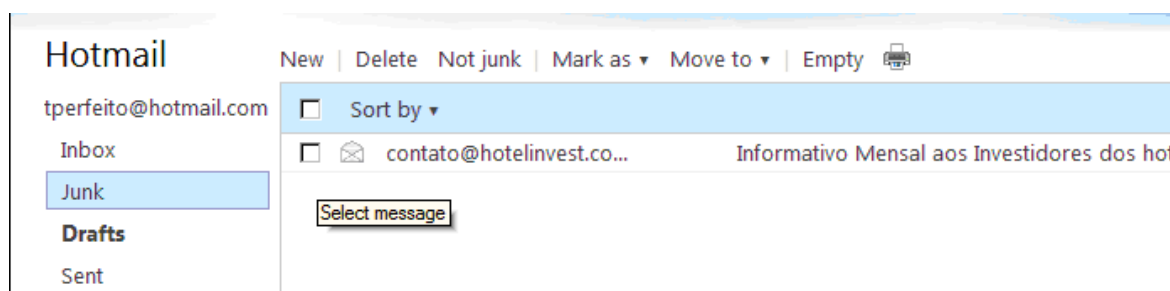 Hotmail
New | Delete Not junk | Mark as ▾ Move to ▾ | Empty
tperfeito@hotmail.com
Sort by ▾
Inbox
contato@hotelinvest.co... Informativo Mensal aos Investidores dos hot
Junk
Select message
Drafts
Sent